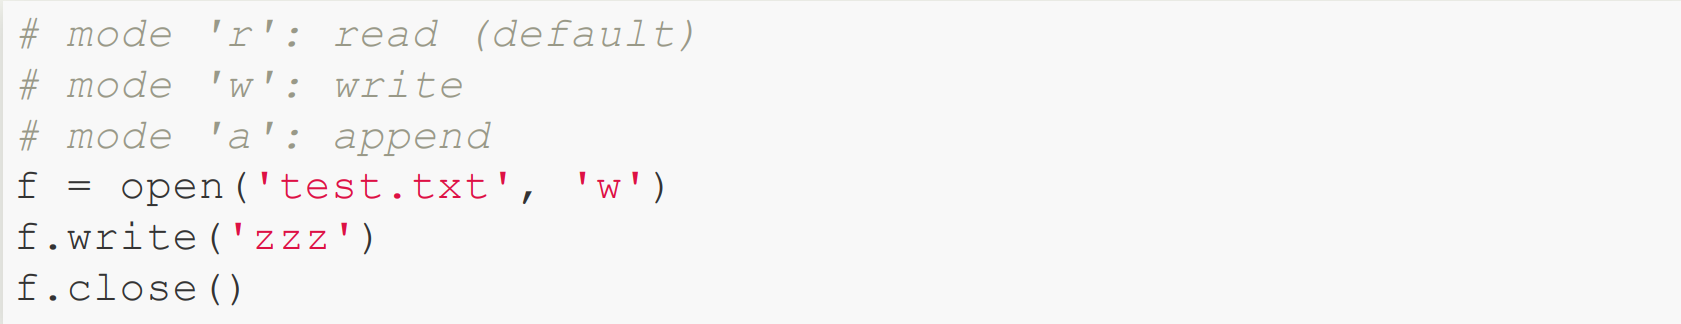 # mode 'r': read (default)
# mode 'w': write
# mode 'a': append
f = open('test.txt', 'w')
f.write('zzz')
f.close()